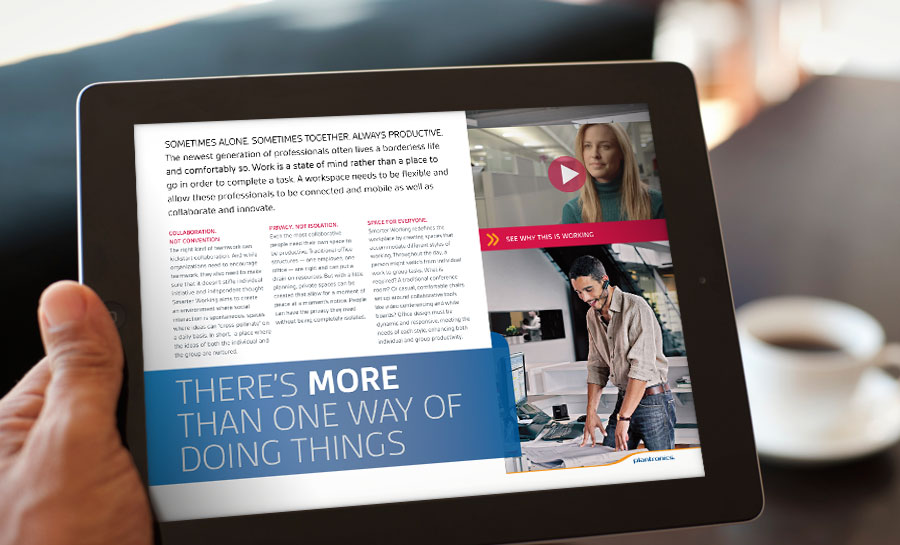 SOMETIMES ALONE. SOMETIMES TOGETHER. ALWAYS PRODUCTIVE.
The newest generation of professionals often lives a borderless life
and comfortably so. Work is a state of mind rather than a place to
go in order to complete a task. A workspace needs to be flexible and
allow these professionals to be connected and mobile as well as
collaborate and innovate.
COLLABORATION,
NOT CONVENTION
The right kind of teamwork can
kickstart collaboration. And while
organizations need to encourage
teamwork, they also need to make
sure that it doesn't stifle individual
initiative and independent thought.
Smarter Working aims to create
an environment where social
interaction is spontaneous, spaces
where ideas can "cross pollinate" on
a daily basis. In short, a place where
the ideas of both the individual and
the group are nurtured.
PRIVACY, NOT ISOLATION.
Even the most collaborative
people need their own space to
be productive. Traditional office
structures — one employee, one
office — are rigid and can put a
drain on resources. But with a little
planning, private spaces can be
created that allow for a moment of
peace at a moment's notice. People
can have the privacy they need
without being completely isolated.
SPACE FOR EVERYONE.
Smarter Working redefines the
workplace by creating spaces that
accommodate different styles of
working. Throughout the day, a
person might switch from individual
work to group tasks. What is
required? A traditional conference
room? Or casual, comfortable chairs
set up around collaborative tools
like video conferencing and white
boards? Office design must be
dynamic and responsive, meeting the
needs of each style, enhancing both
individual and group productivity.
SEE WHY THIS IS WORKING
THERE'S MORE
THAN ONE WAY OF
DOING THINGS
plantronics.